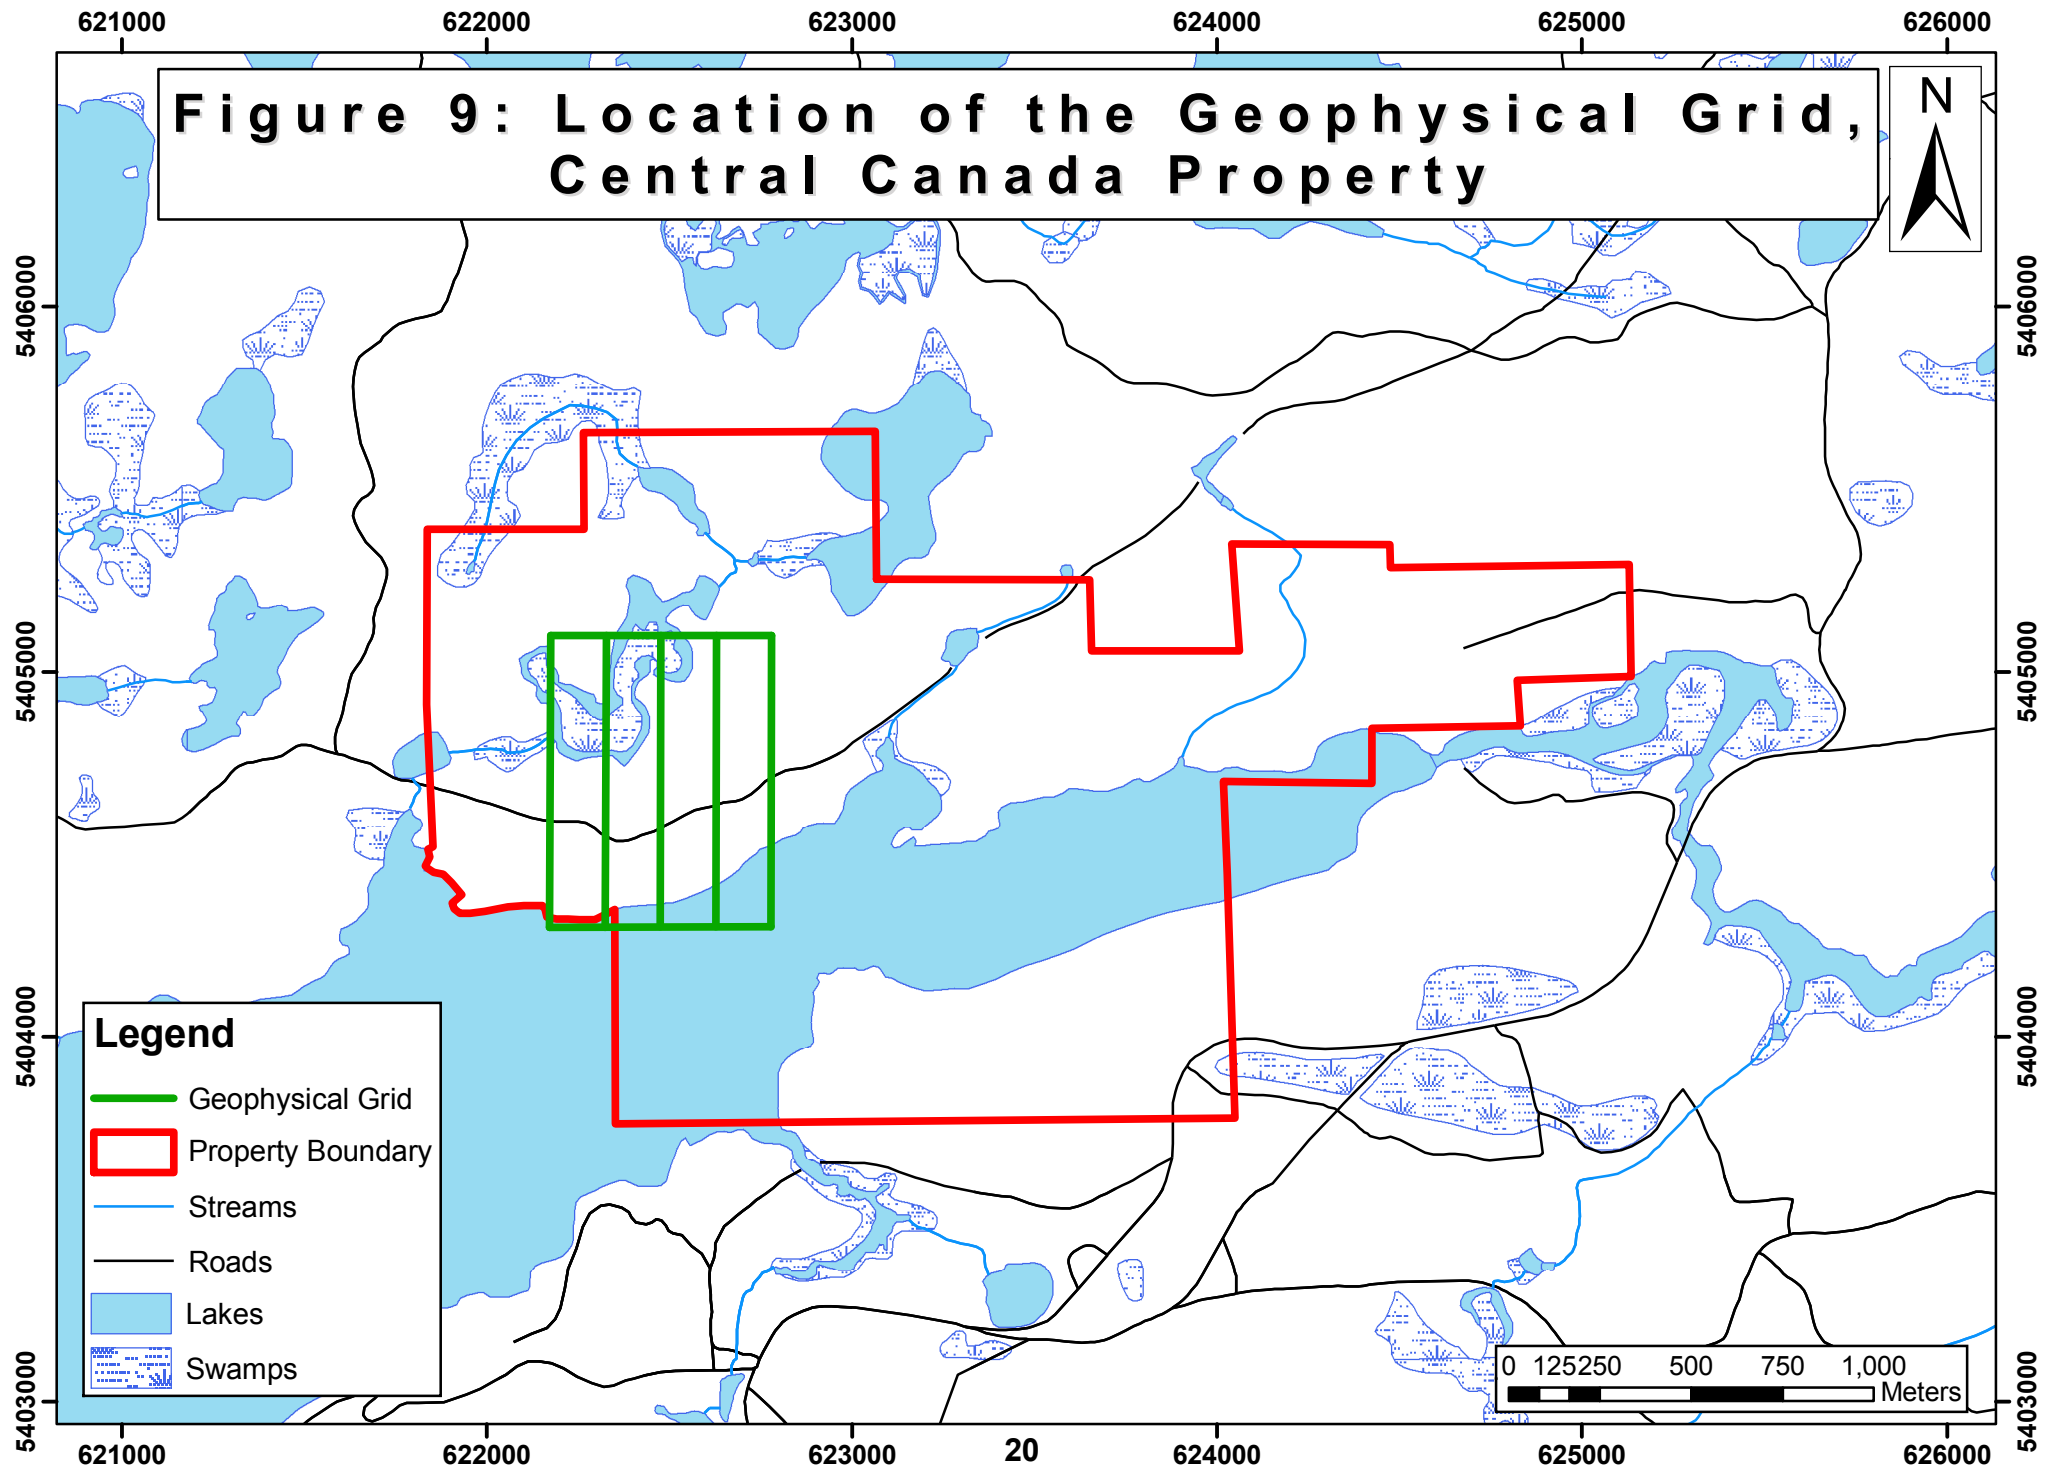 621000 622000 623000 624000 625000 626000
Figure 9: Location of the Geophysical Grid,
Central Canada Property
N
5406000 5406000
5405000 5405000
5404000 5404000
5403000 5403000
Legend
Geophysical Grid
Property Boundary
Streams
Roads
Lakes
Swamps
0 125 250 500 750 1,000
Meters
621000 622000 623000 20 624000 625000 626000